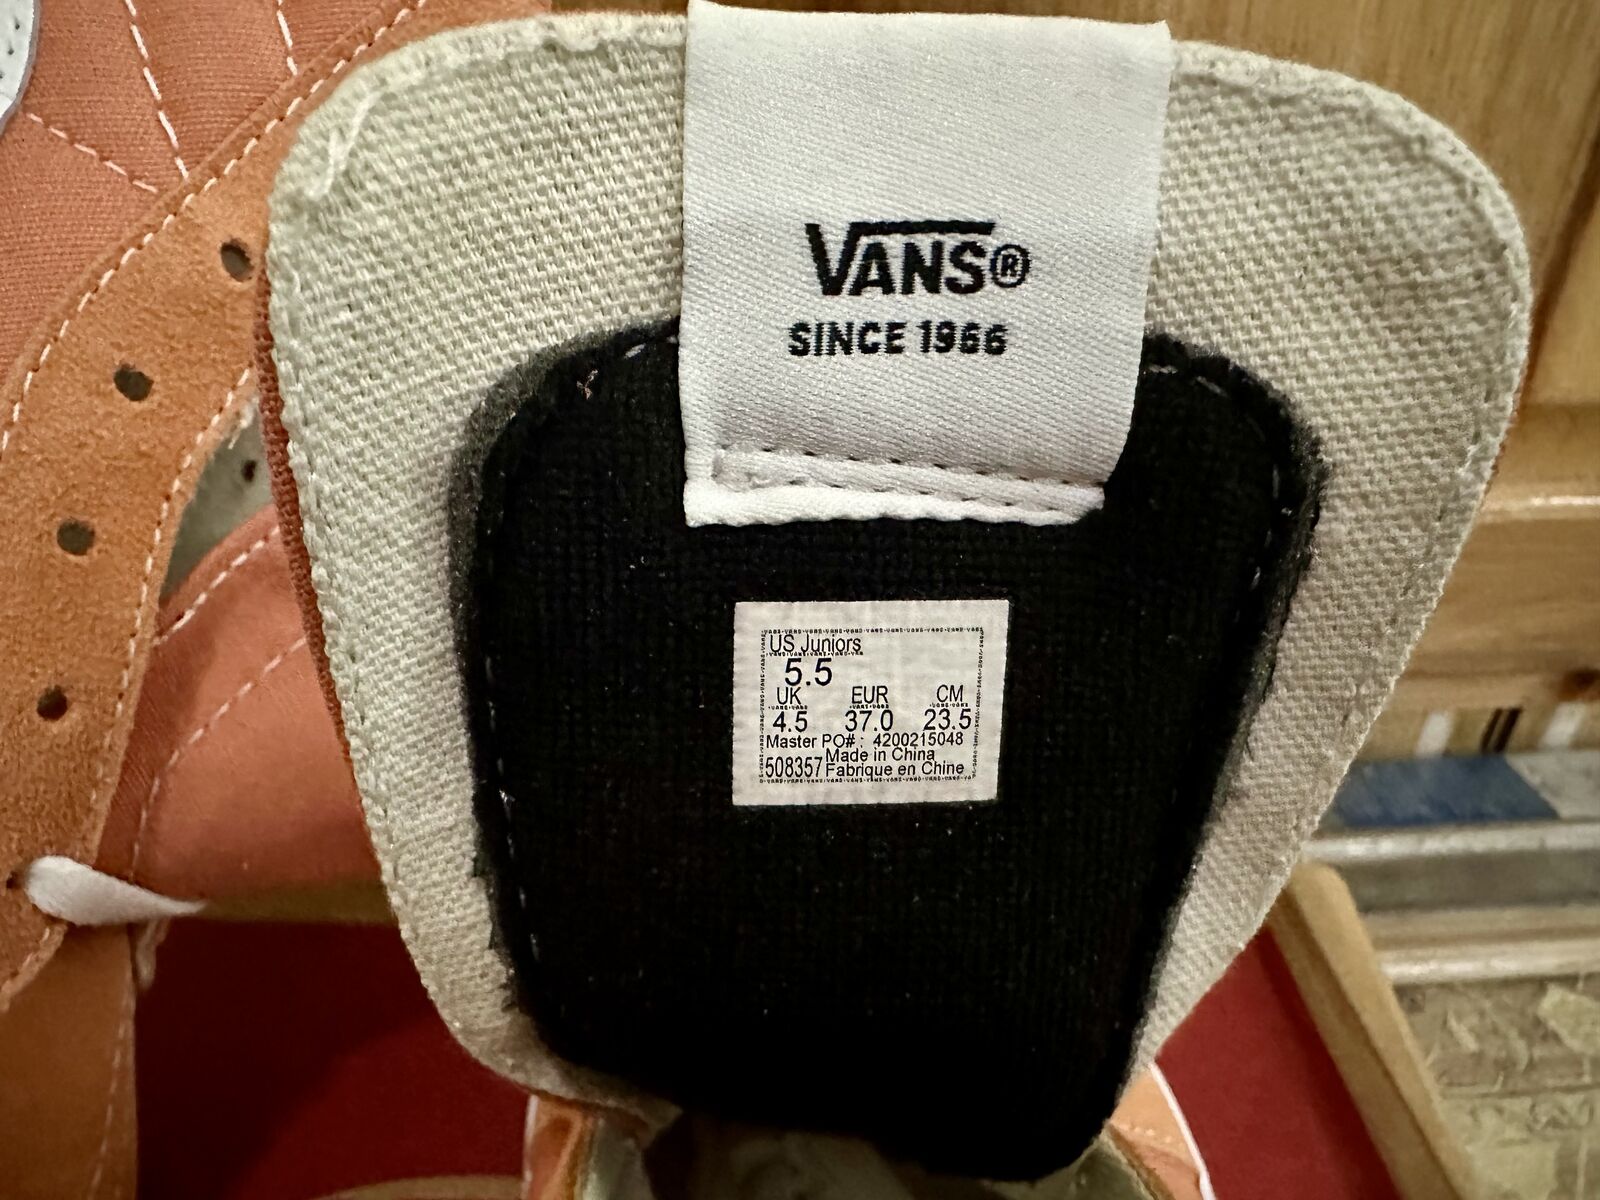 VANS®
SINCE 1966
US Juniors
5.5
UK EUR CM
4.5 37.0 23.5
Master PO# : 4200215048
Made in China
508357 Fabrique en Chine